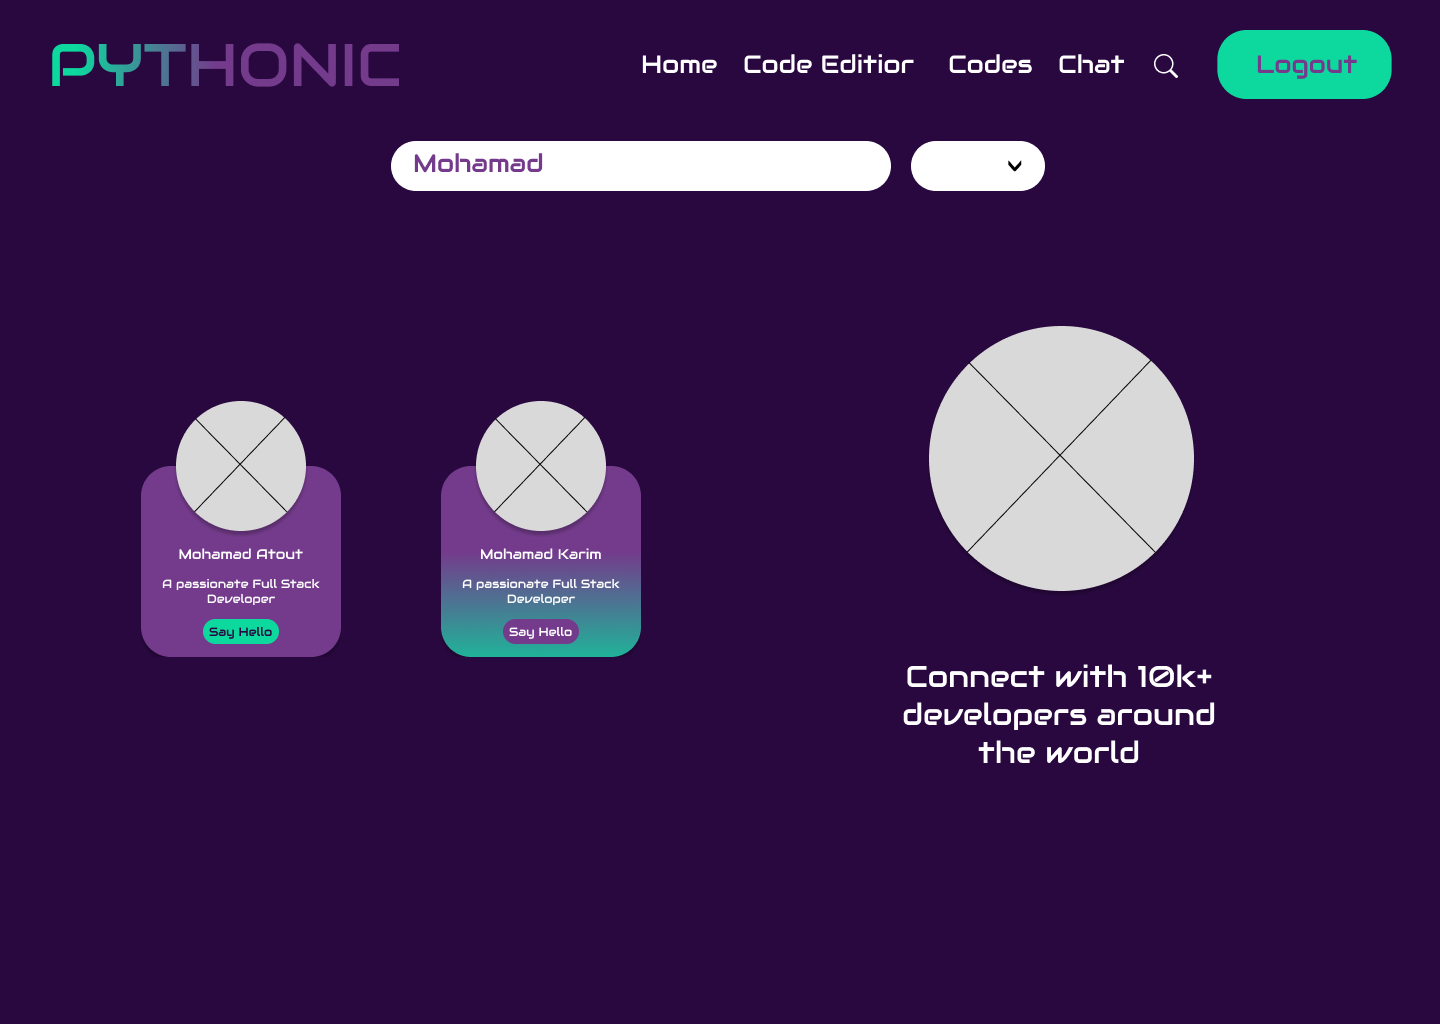 PYTHONIC
Home Code Editior Codes Chat Logout
Mohamad
Mohamad Atout
A passionate Full Stack
Developer
Say Hello
Mohamad Karim
A passionate Full Stack
Developer
Say Hello
Connect with 10k+
developers around
the world